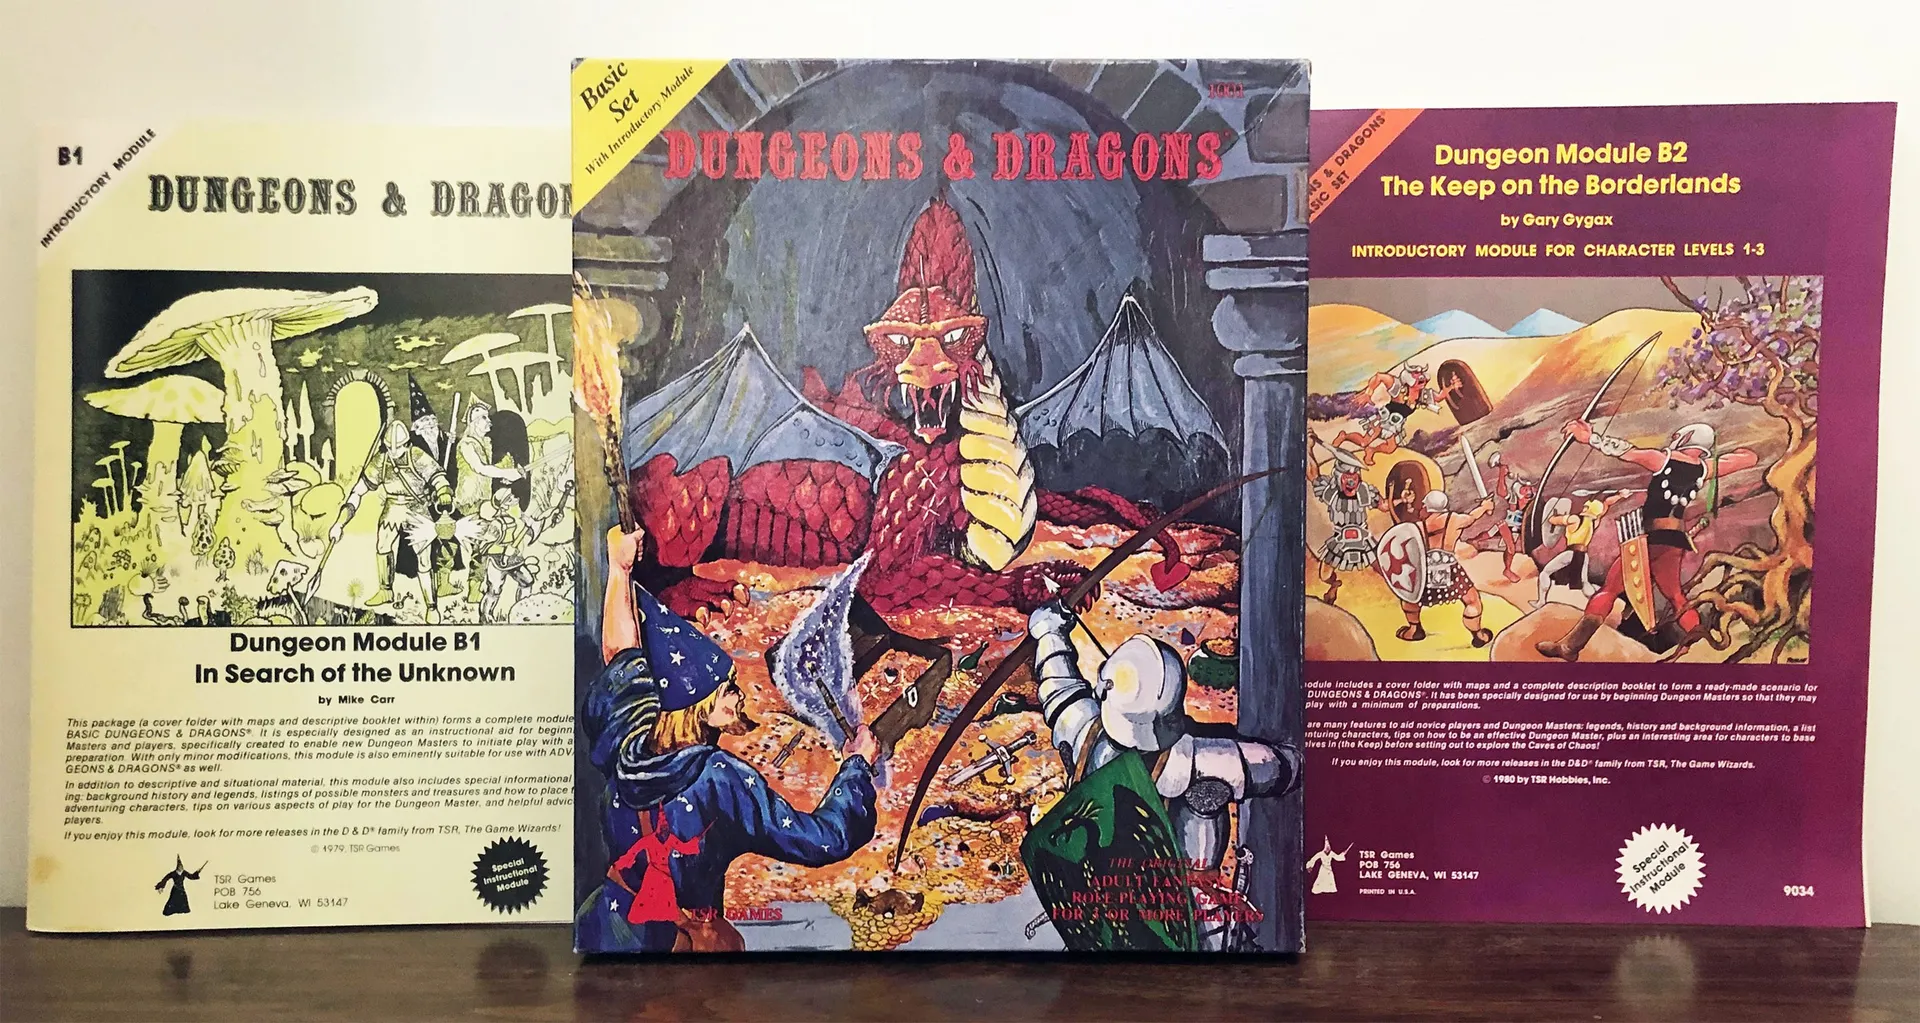 B1
INTRODUCTORY MODULE
DUNGEONS & DRAGON
Dungeon Module B1
In Search of the Unknown
by Mike Carr
This package (a cover folder with maps and descriptive booklet within) forms a complete module
BASIC DUNGEONS & DRAGONS®. It is especially designed as an instructional aid for beginn
Masters and players, specifically created to enable new Dungeon Masters to initiate play with a
preparation. With only minor modifications, this module is also eminently suitable for use with ADV
GEONS & DRAGONS® as well.
In addition to descriptive and situational material, this module also includes special informational
ing: background history and legends, listings of possible monsters and treasures and how to place t
adventuring characters, tips on various aspects of play for the Dungeon Master, and helpful advic
players.
If you enjoy this module, look for more releases in the D & D® family from TSR, The Game Wizards!
© 1979, TSR Games
TSR Games
POB 756
Lake Geneva, WI 53147
Special
Instructional
Module
Basic
Set
With Introductory Module
1001
DUNGEONS & DRAGONS
TSR GAMES
THE ORIGINAL
ADULT FANTASY
ROLE-PLAYING GAME
FOR 3 OR MORE PLAYERS
NS & DRAGONS®
ASIC SET
Dungeon Module B2
The Keep on the Borderlands
by Gary Gygax
INTRODUCTORY MODULE FOR CHARACTER LEVELS 1-3
odule includes a cover folder with maps and a complete description booklet to form a ready-made scenario for
DUNGEONS & DRAGONS®. It has been specially designed for use by beginning Dungeon Masters so that they may
play with a minimum of preparations.
are many features to aid novice players and Dungeon Masters: legends, history and background information, a list
nturing characters, tips on how to be an effective Dungeon Master, plus an interesting area for characters to base
elves in (the Keep) before setting out to explore the Caves of Chaos!
If you enjoy this module, look for more releases in the D&D® family from TSR, The Game Wizards.
© 1980 by TSR Hobbies, Inc.
TSR Games
POB 756
LAKE GENEVA, WI 53147
PRINTED IN U.S.A.
Special
Instructional
Module
9034